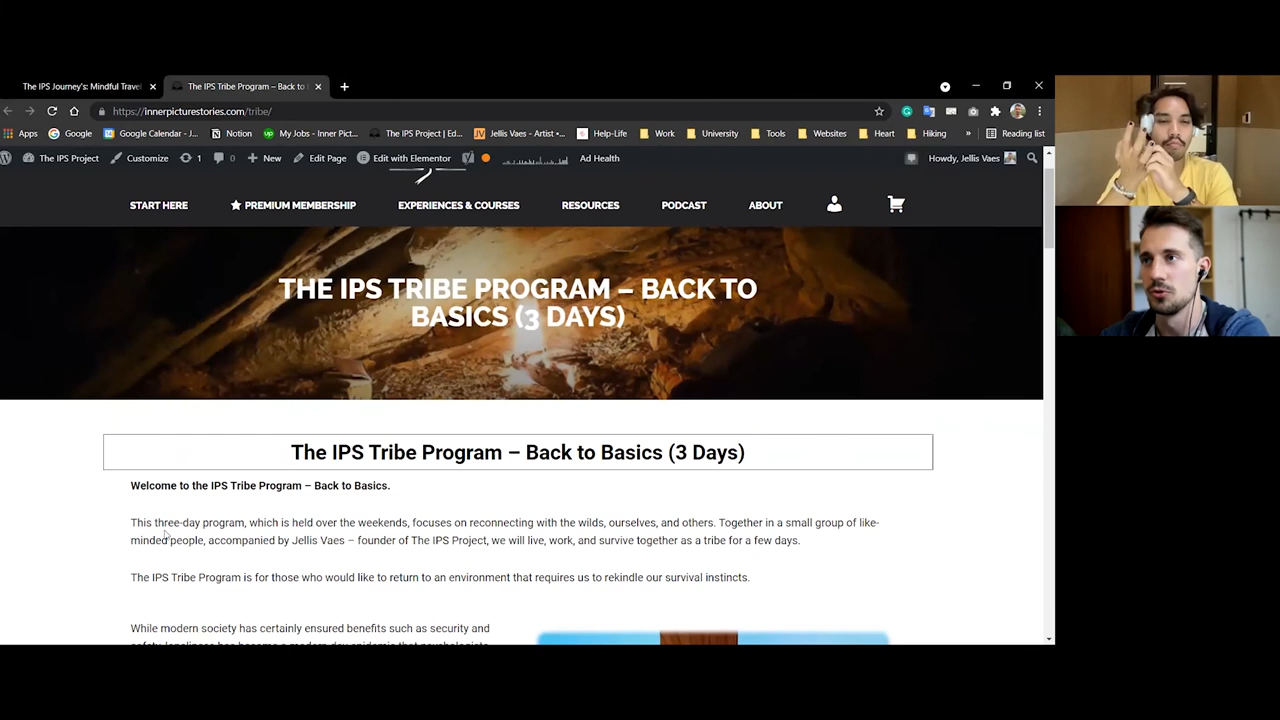 The IPS Journey's: Mindful Travel
The IPS Tribe Program – Back to
https://innerpicturestories.com/tribe/
Apps Google Google Calendar - J... Notion My Jobs - Inner Pict... The IPS Project | Ed... Jellis Vaes - Artist •... Help-Life Work University Tools Websites Heart Hiking » Reading list
The IPS Project Customize 1 0 New Edit Page Edit with Elementor Ad Health Howdy, Jellis Vaes
START HERE PREMIUM MEMBERSHIP EXPERIENCES & COURSES RESOURCES PODCAST ABOUT
THE IPS TRIBE PROGRAM – BACK TO
BASICS (3 DAYS)
The IPS Tribe Program – Back to Basics (3 Days)
Welcome to the IPS Tribe Program – Back to Basics.
This three-day program, which is held over the weekends, focuses on reconnecting with the wilds, ourselves, and others. Together in a small group of like-
minded people, accompanied by Jellis Vaes – founder of The IPS Project, we will live, work, and survive together as a tribe for a few days.
The IPS Tribe Program is for those who would like to return to an environment that requires us to rekindle our survival instincts.
While modern society has certainly ensured benefits such as security and